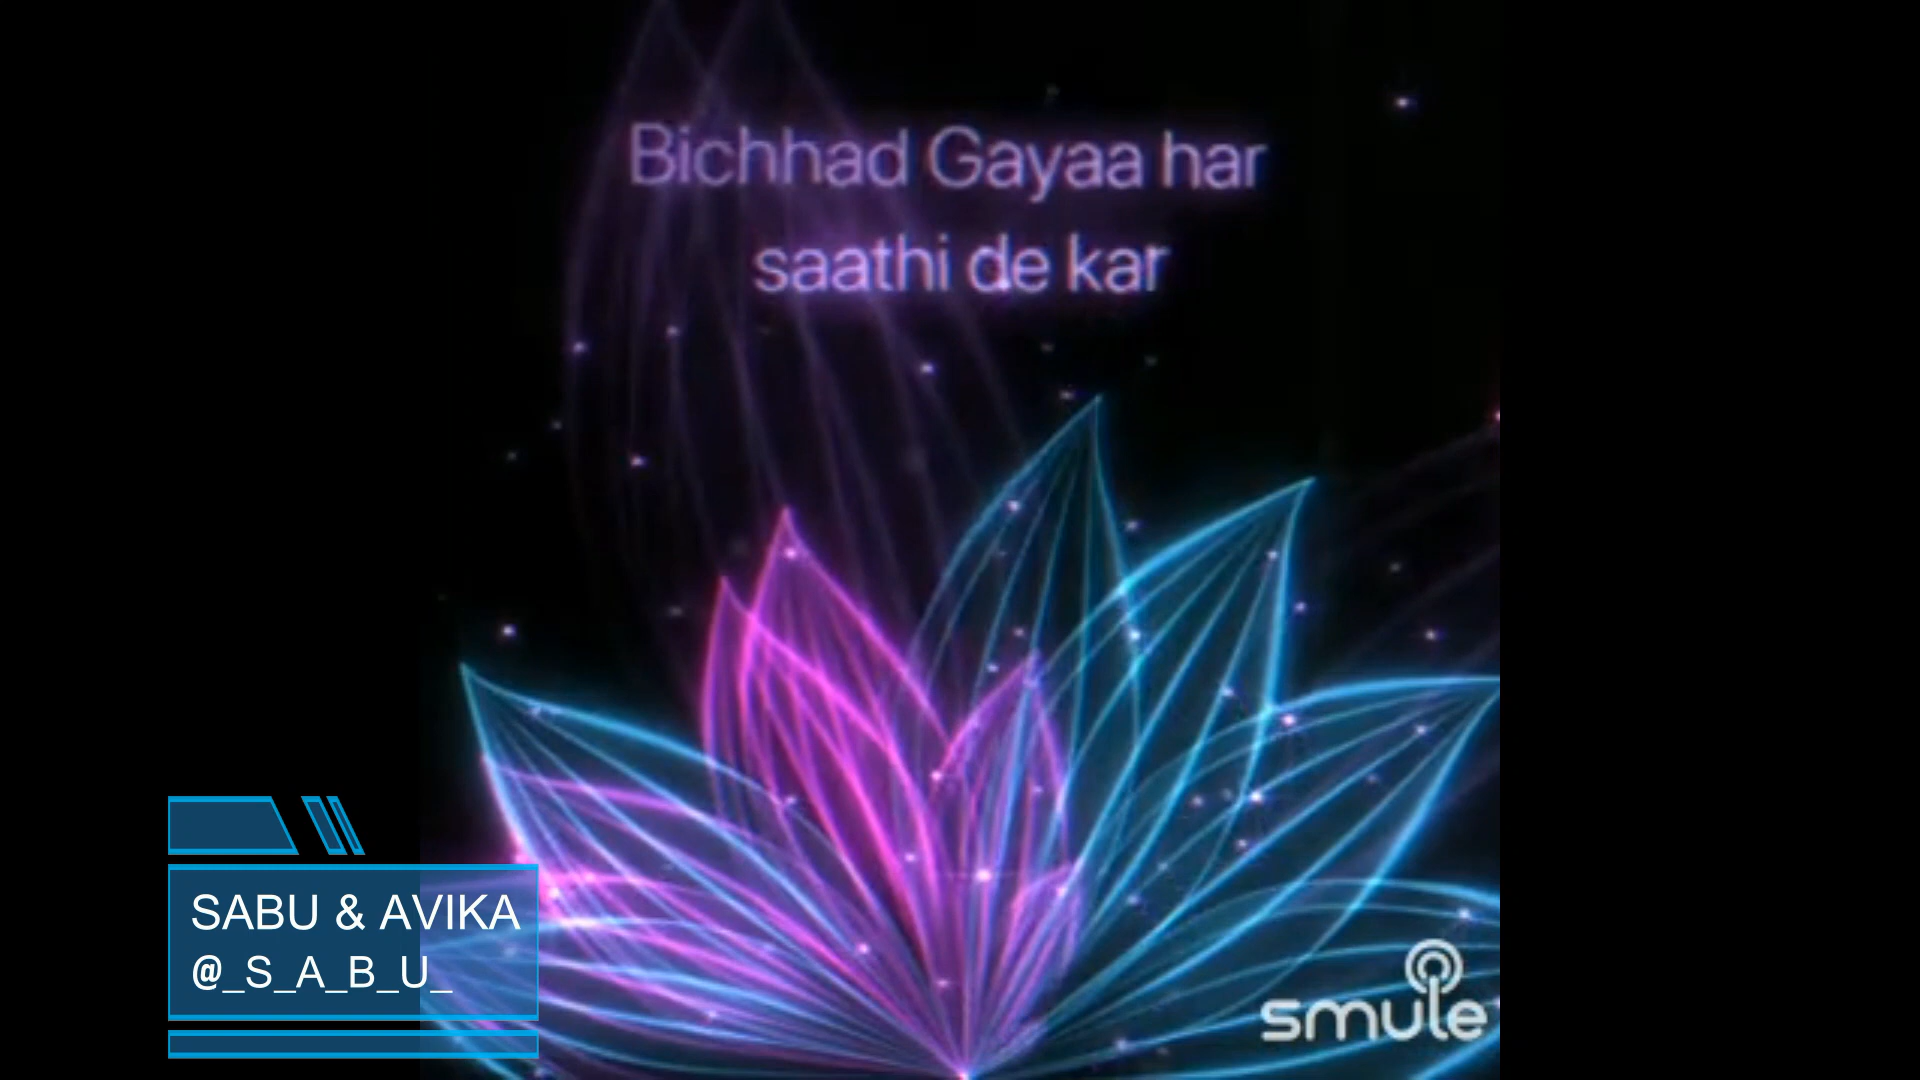 Bichhad Gayaa har
saathi de kar
SABU & AVIKA
@_S_A_B_U_
smule